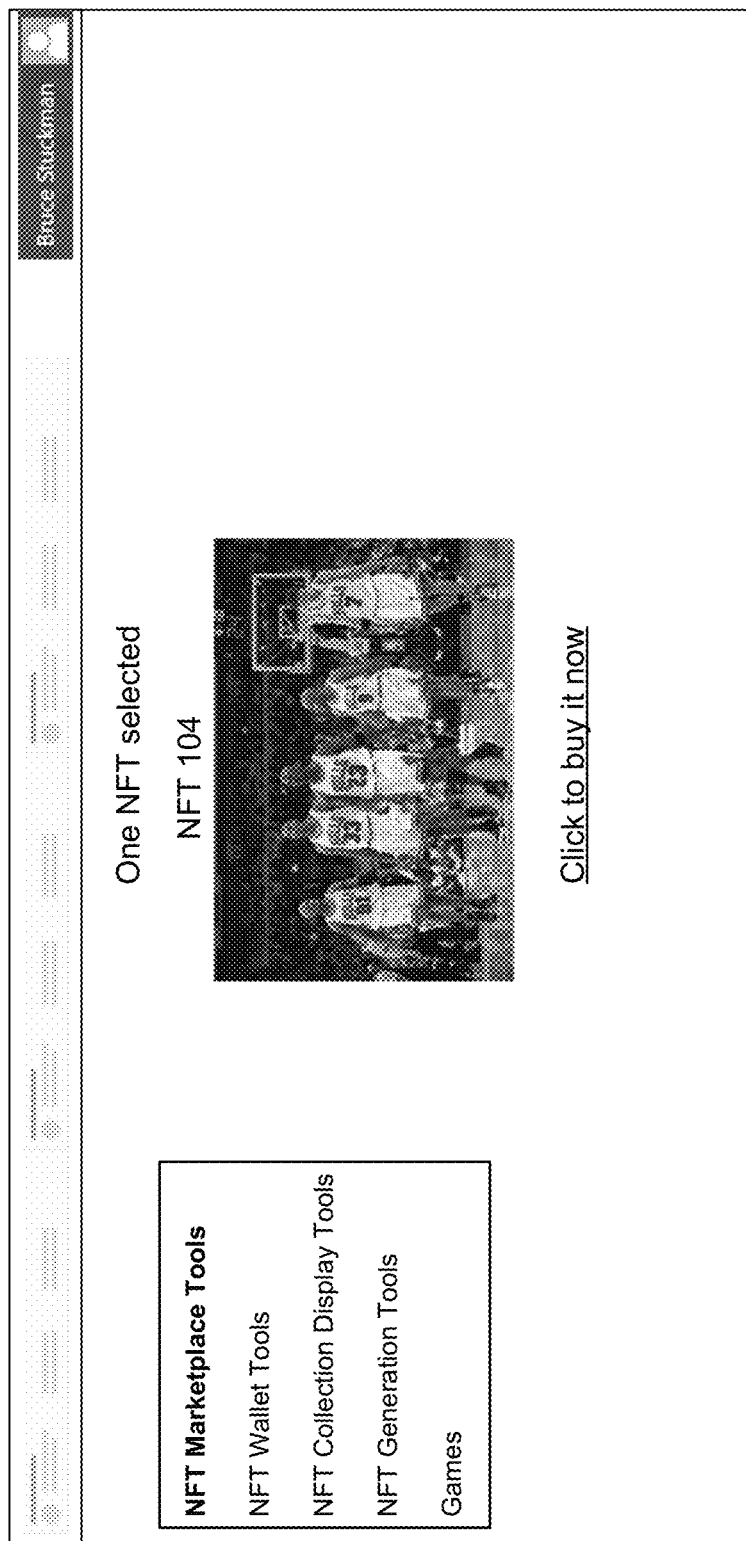 Bruce Stuckman
One NFT selected
NFT 104
NFT Marketplace Tools
NFT Wallet Tools
NFT Collection Display Tools
NFT Generation Tools
Games
Click to buy it now